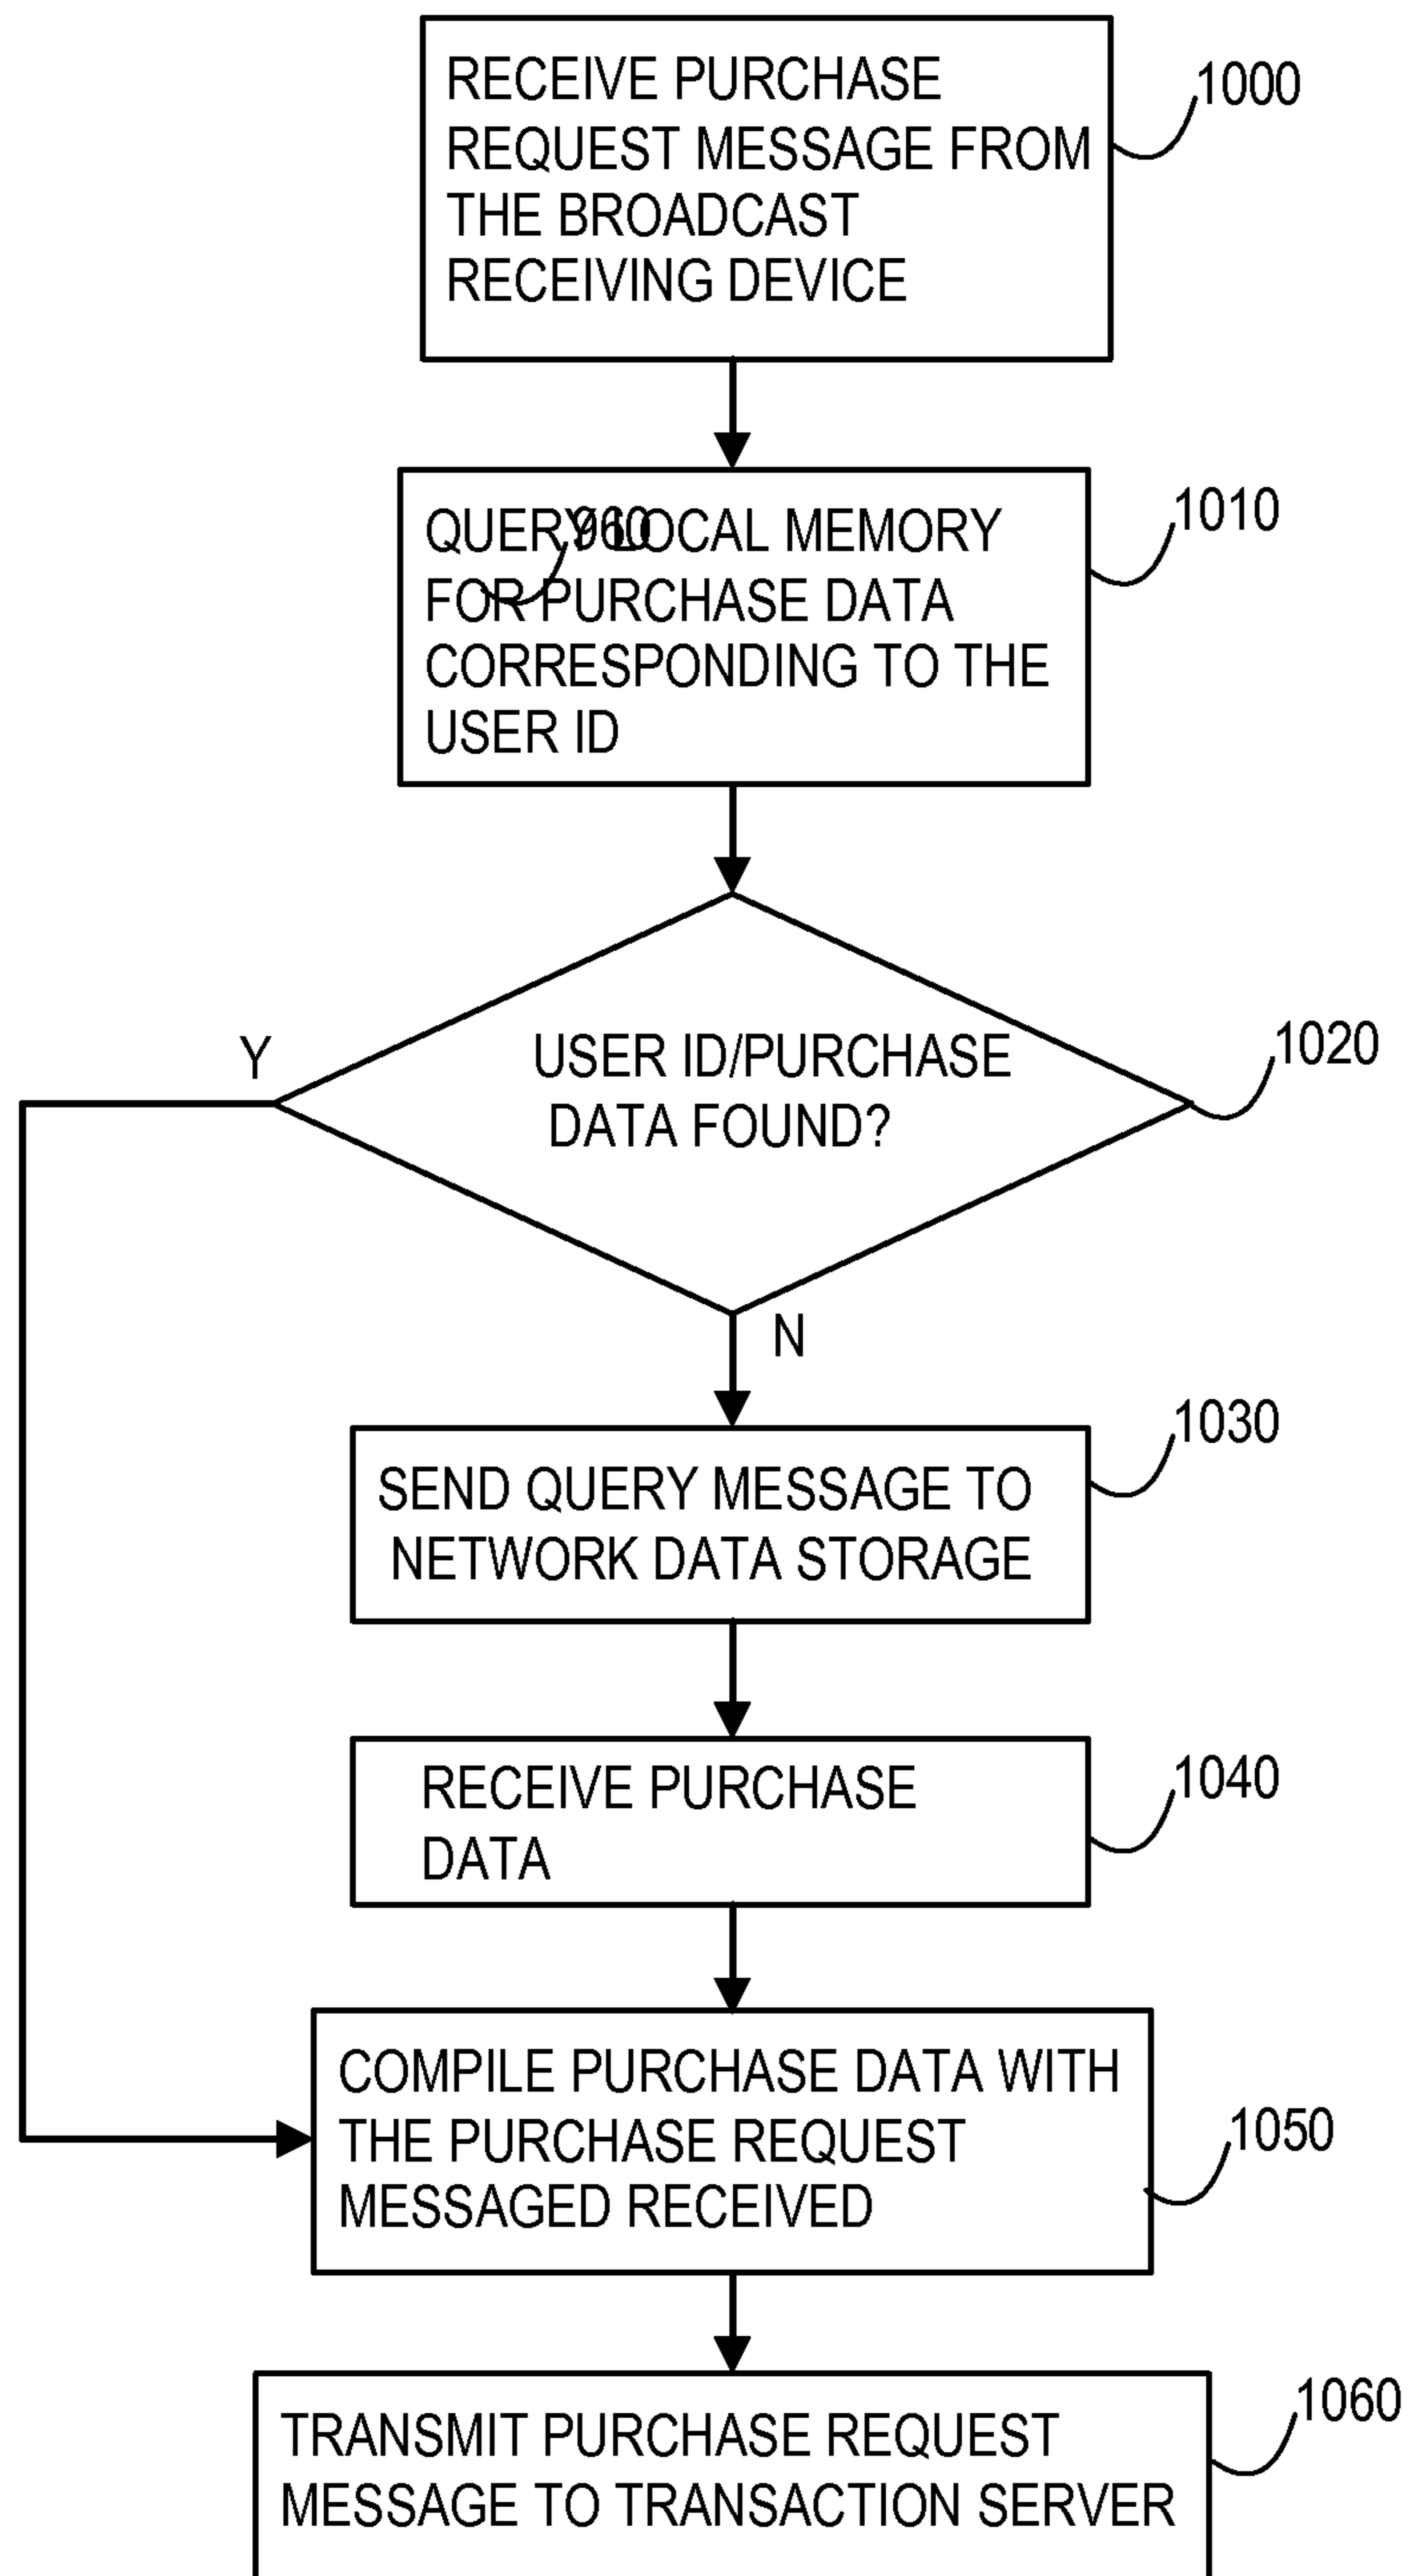 RECEIVE PURCHASE
REQUEST MESSAGE FROM
THE BROADCAST
RECEIVING DEVICE
1000
QUERY LOCAL MEMORY
FOR PURCHASE DATA
CORRESPONDING TO THE
USER ID
960
1010
USER ID/PURCHASE
DATA FOUND?
1020
Y
N
SEND QUERY MESSAGE TO
NETWORK DATA STORAGE
1030
RECEIVE PURCHASE
DATA
1040
COMPILE PURCHASE DATA WITH
THE PURCHASE REQUEST
MESSAGED RECEIVED
1050
TRANSMIT PURCHASE REQUEST
MESSAGE TO TRANSACTION SERVER
1060